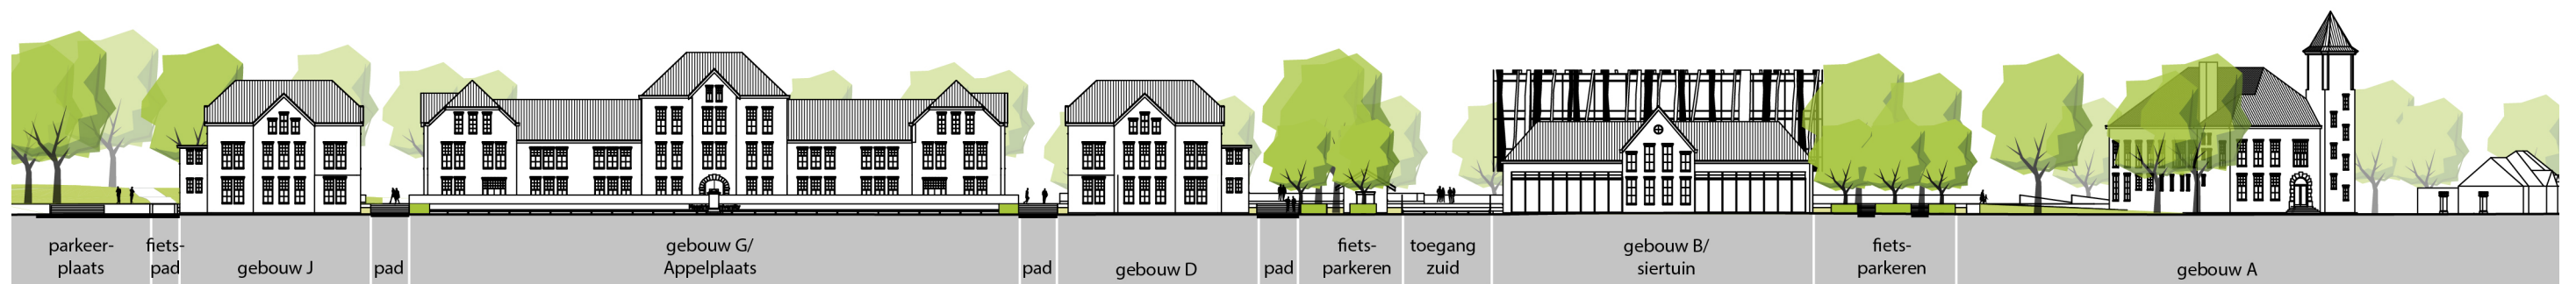 parkeer-
plaats
fiets-
pad
gebouw J
pad
gebouw G/
Appelplaats
pad
gebouw D
pad
fiets-
parkeren
toegang
zuid
gebouw B/
siertuin
fiets-
parkeren
gebouw A